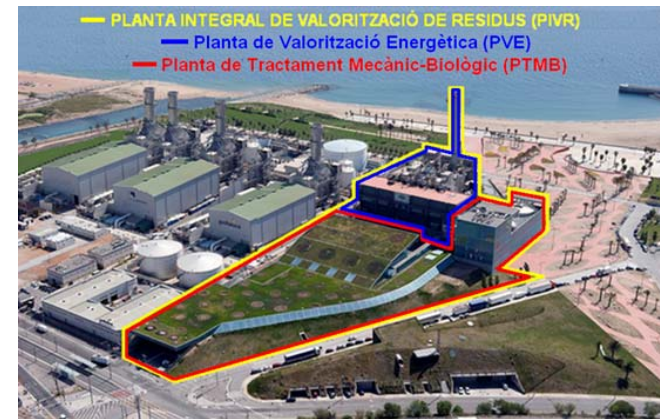 PLANTA INTEGRAL DE VALORITZACIÓ DE RESIDUS (PIVR)
Planta de Valorització Energètica (PVE)
Planta de Tractament Mecànic-Biològic (PTMB)